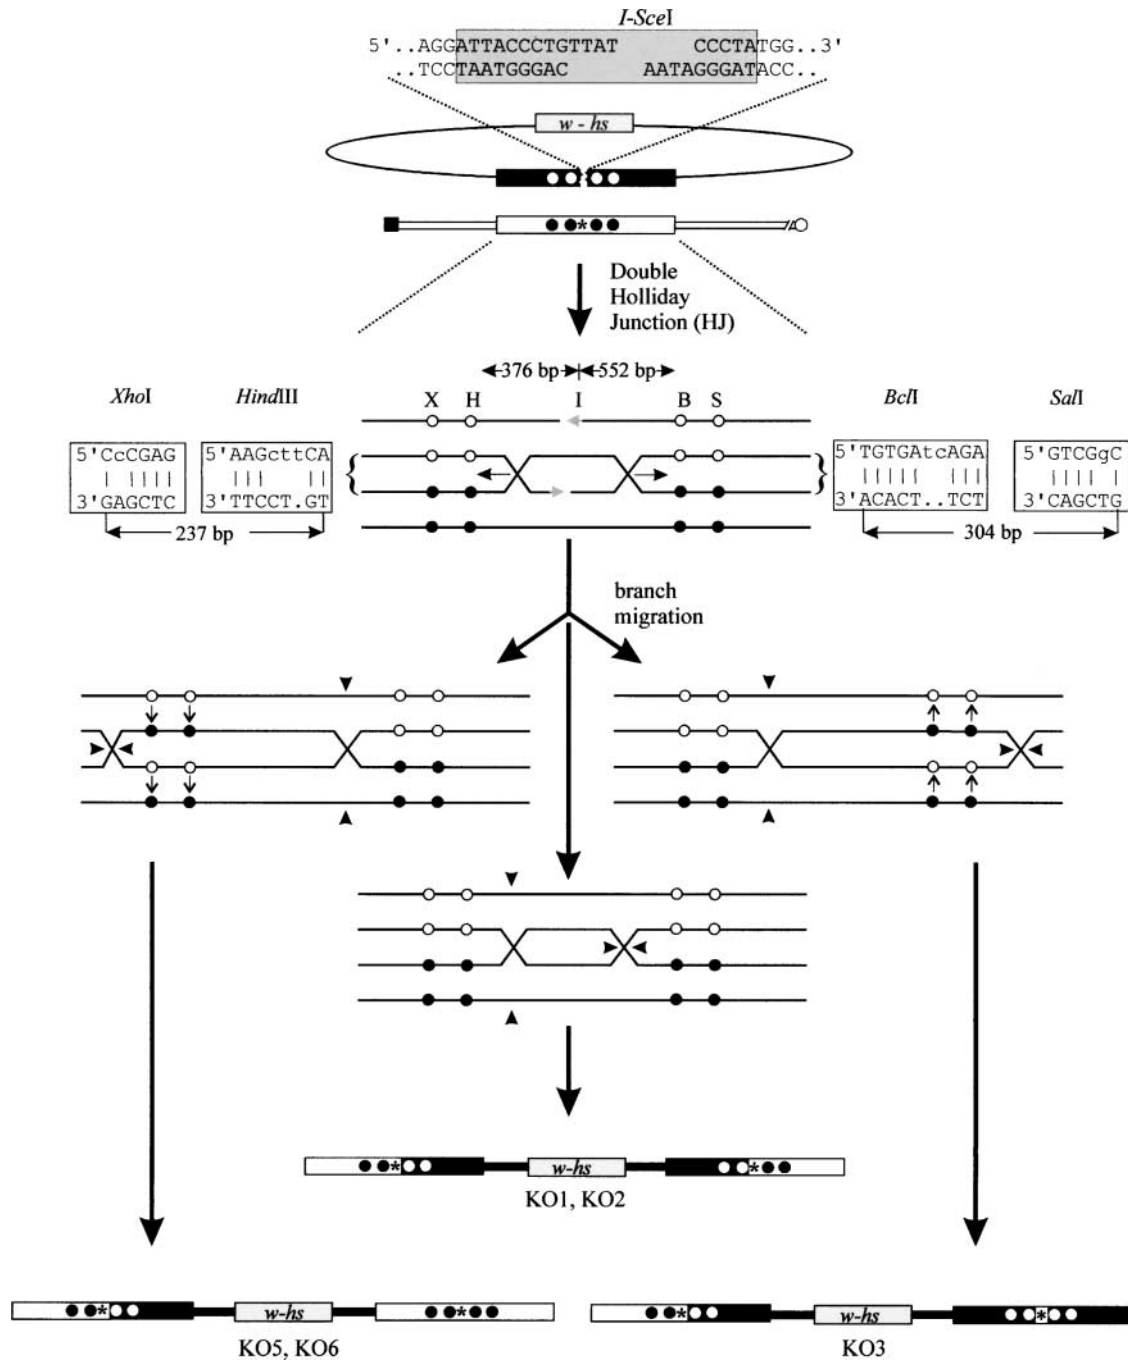 I-SceI
5'..AGGATTACCCTGTTAT CCCTATGG..3'
..TCCTAATGGGAC AATAGGGATACC..
w - hs
*
Double
Holliday
Junction (HJ)
376 bp 552 bp
XhoI HindIII X H I B S BclI SalI
5'CcCGAG 5'AAGcttCA 5'TGTGAtcAGA 5'GTCGgC
3'GAGCTC 3'TTCCT.GT 3'ACACT..TCT 3'CAGCTG
237 bp 304 bp
branch
migration
* w-hs *
KO1, KO2
* w-hs * * w-hs *
KO5, KO6 KO3